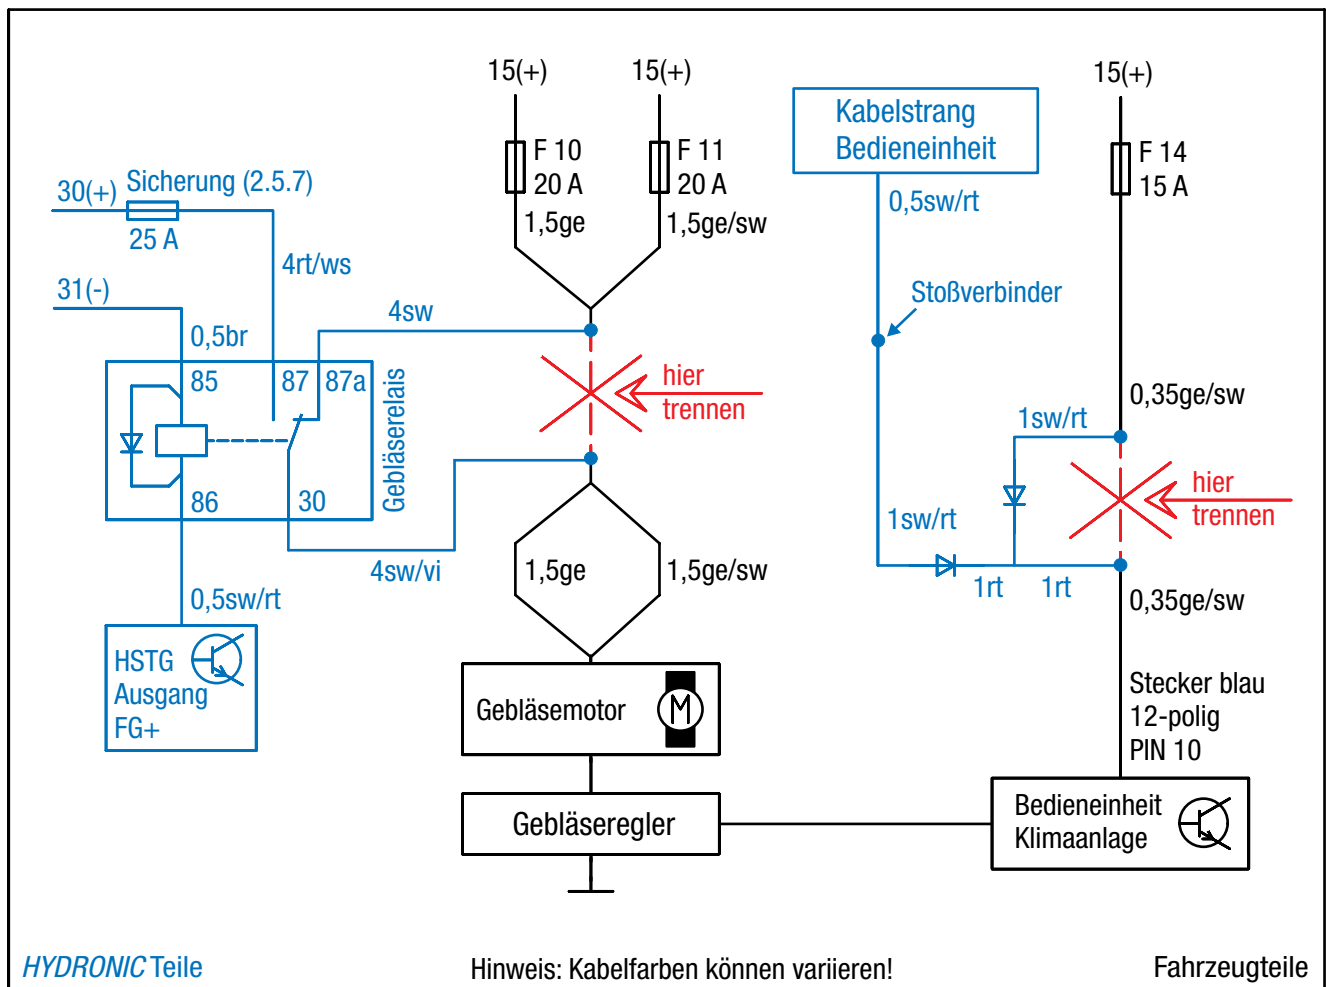 15(+)
15(+)
15(+)
Kabelstrang
Bedieneinheit
F 10
20 A
F 11
20 A
F 14
15 A
Sicherung (2.5.7)
30(+)
25 A
1,5ge
1,5ge/sw
0,5sw/rt
4rt/ws
31(-)
Stoßverbinder
4sw
0,5br
85
87
87a
Gebläserelais
hier
trennen
0,35ge/sw
1sw/rt
86
30
hier
trennen
1sw/rt
4sw/vi
1,5ge
1,5ge/sw
1rt
1rt
0,35ge/sw
0,5sw/rt
HSTG
Ausgang
FG+
Gebläsemotor
M
Stecker blau
12-polig
PIN 10
Gebläseregler
Bedieneinheit
Klimaanlage
HYDRONIC Teile
Hinweis: Kabelfarben können variieren!
Fahrzeugteile